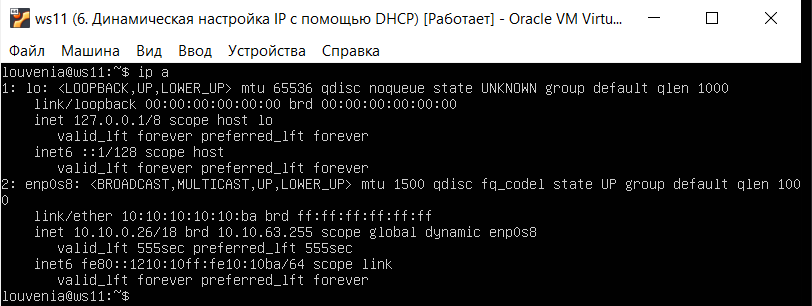 ws11 (6. Динамическая настройка IP с помощью DHCP) [Работает] - Oracle VM Virtu...
Файл Машина Вид Ввод Устройства Справка
louvenia@ws11:~$ ip a
1: lo: <LOOPBACK,UP,LOWER_UP> mtu 65536 qdisc noqueue state UNKNOWN group default qlen 1000
    link/loopback 00:00:00:00:00:00 brd 00:00:00:00:00:00
    inet 127.0.0.1/8 scope host lo
       valid_lft forever preferred_lft forever
    inet6 ::1/128 scope host
       valid_lft forever preferred_lft forever
2: enp0s8: <BROADCAST,MULTICAST,UP,LOWER_UP> mtu 1500 qdisc fq_codel state UP group default qlen 100
0
    link/ether 10:10:10:10:10:ba brd ff:ff:ff:ff:ff:ff
    inet 10.10.0.26/18 brd 10.10.63.255 scope global dynamic enp0s8
       valid_lft 555sec preferred_lft 555sec
    inet6 fe80::1210:10ff:fe10:10ba/64 scope link
       valid_lft forever preferred_lft forever
louvenia@ws11:~$